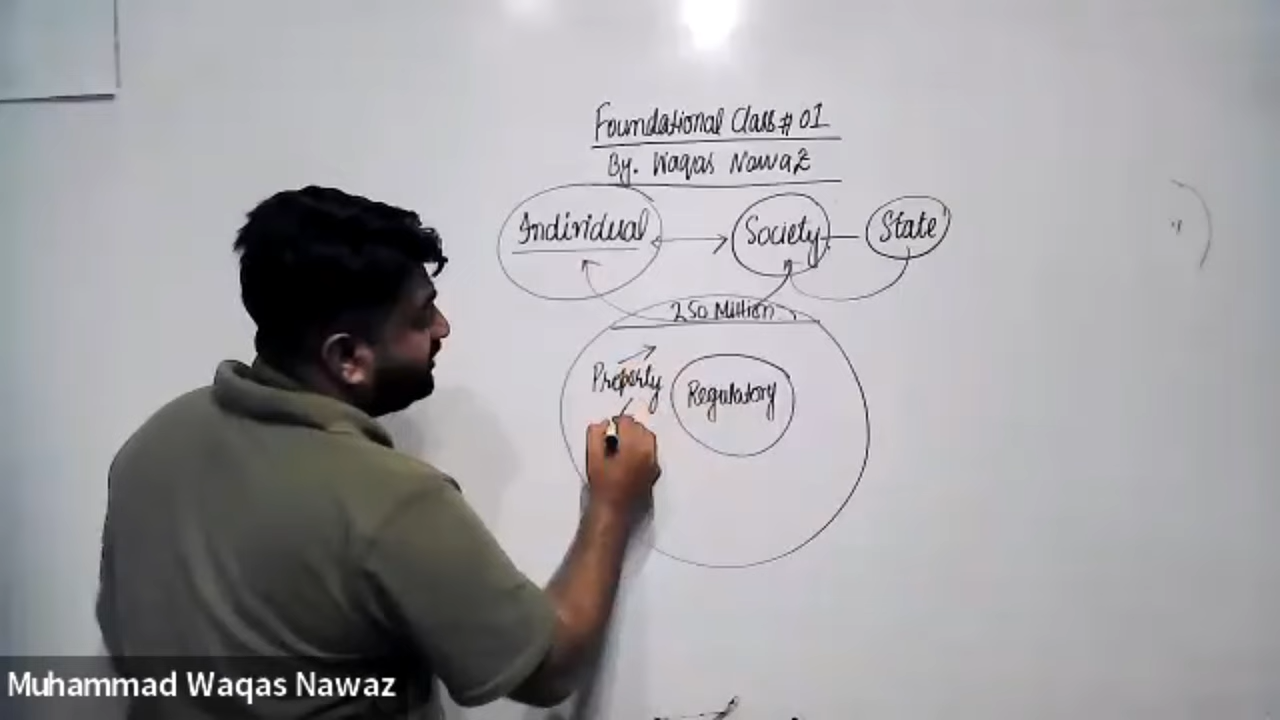 Foundational Class # 01
By. Waqas Nawaz
Individual Society State
250 Million
Property Regulatory
Muhammad Waqas Nawaz